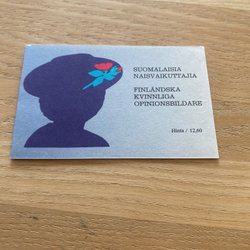 SUOMALAISIA
NAISVAIKUTTAJIA
FINLÄNDSKA
KVINNLIGA
OPINIONSBILDARE
Hinta / 12,60